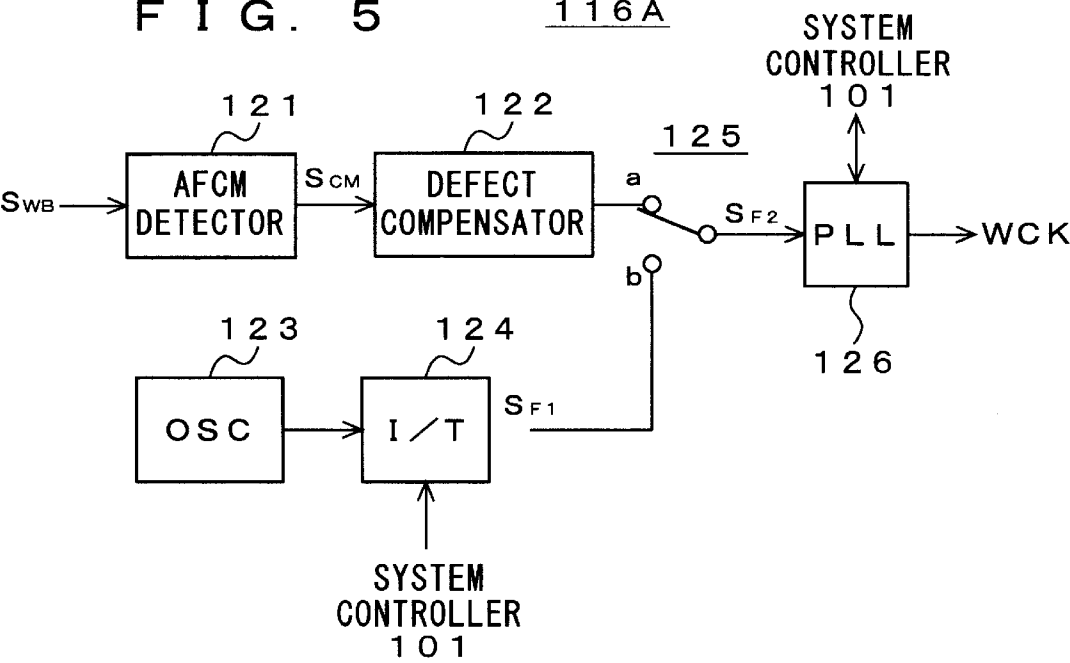 FIG. 5
116A
SYSTEM
CONTROLLER
101
121
122
125
AFCM
DETECTOR
SCM
DEFECT
COMPENSATOR
a
SWB
SF2
PLL
WCK
b
123
124
126
OSC
I/T
SF1
SYSTEM
CONTROLLER
101